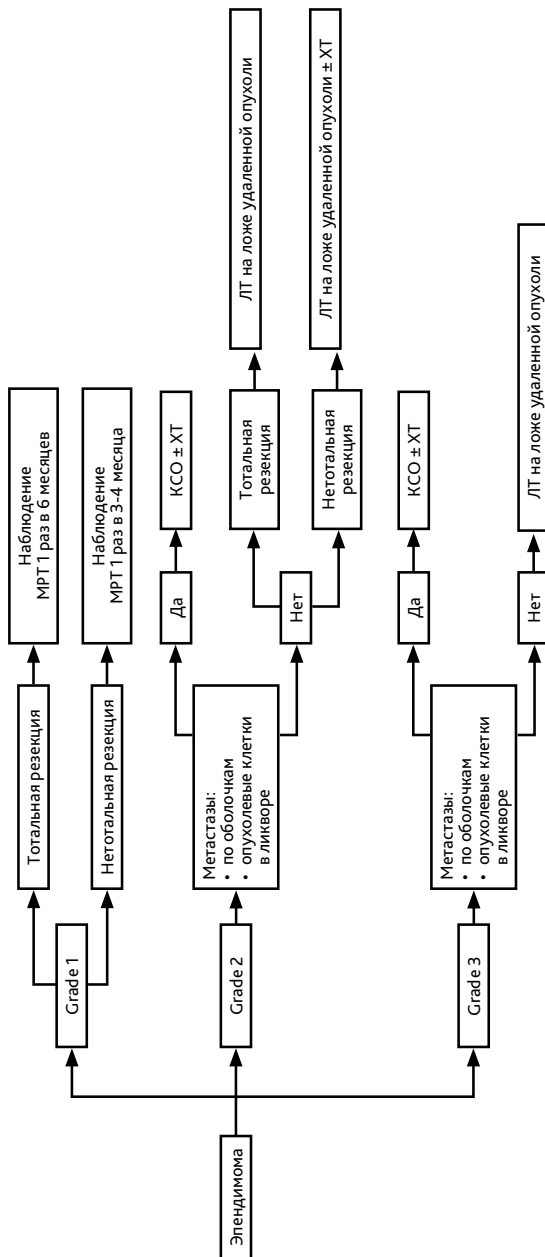 Эпендимома
Grade 1
Тотальная резекция
Наблюдение
МРТ 1 раз в 6 месяцев
Нетотальная резекция
Наблюдение
МРТ 1 раз в 3-4 месяца
Grade 2
Метастазы:
• по оболочкам
• опухолевые клетки
в ликворе
Да
КСО ± ХТ
Нет
Тотальная
резекция
ЛТ на ложе удаленной опухоли
Нетотальная
резекция
ЛТ на ложе удаленной опухоли ± ХТ
Grade 3
Метастазы:
• по оболочкам
• опухолевые клетки
в ликворе
Да
КСО ± ХТ
Нет
ЛТ на ложе удаленной опухоли